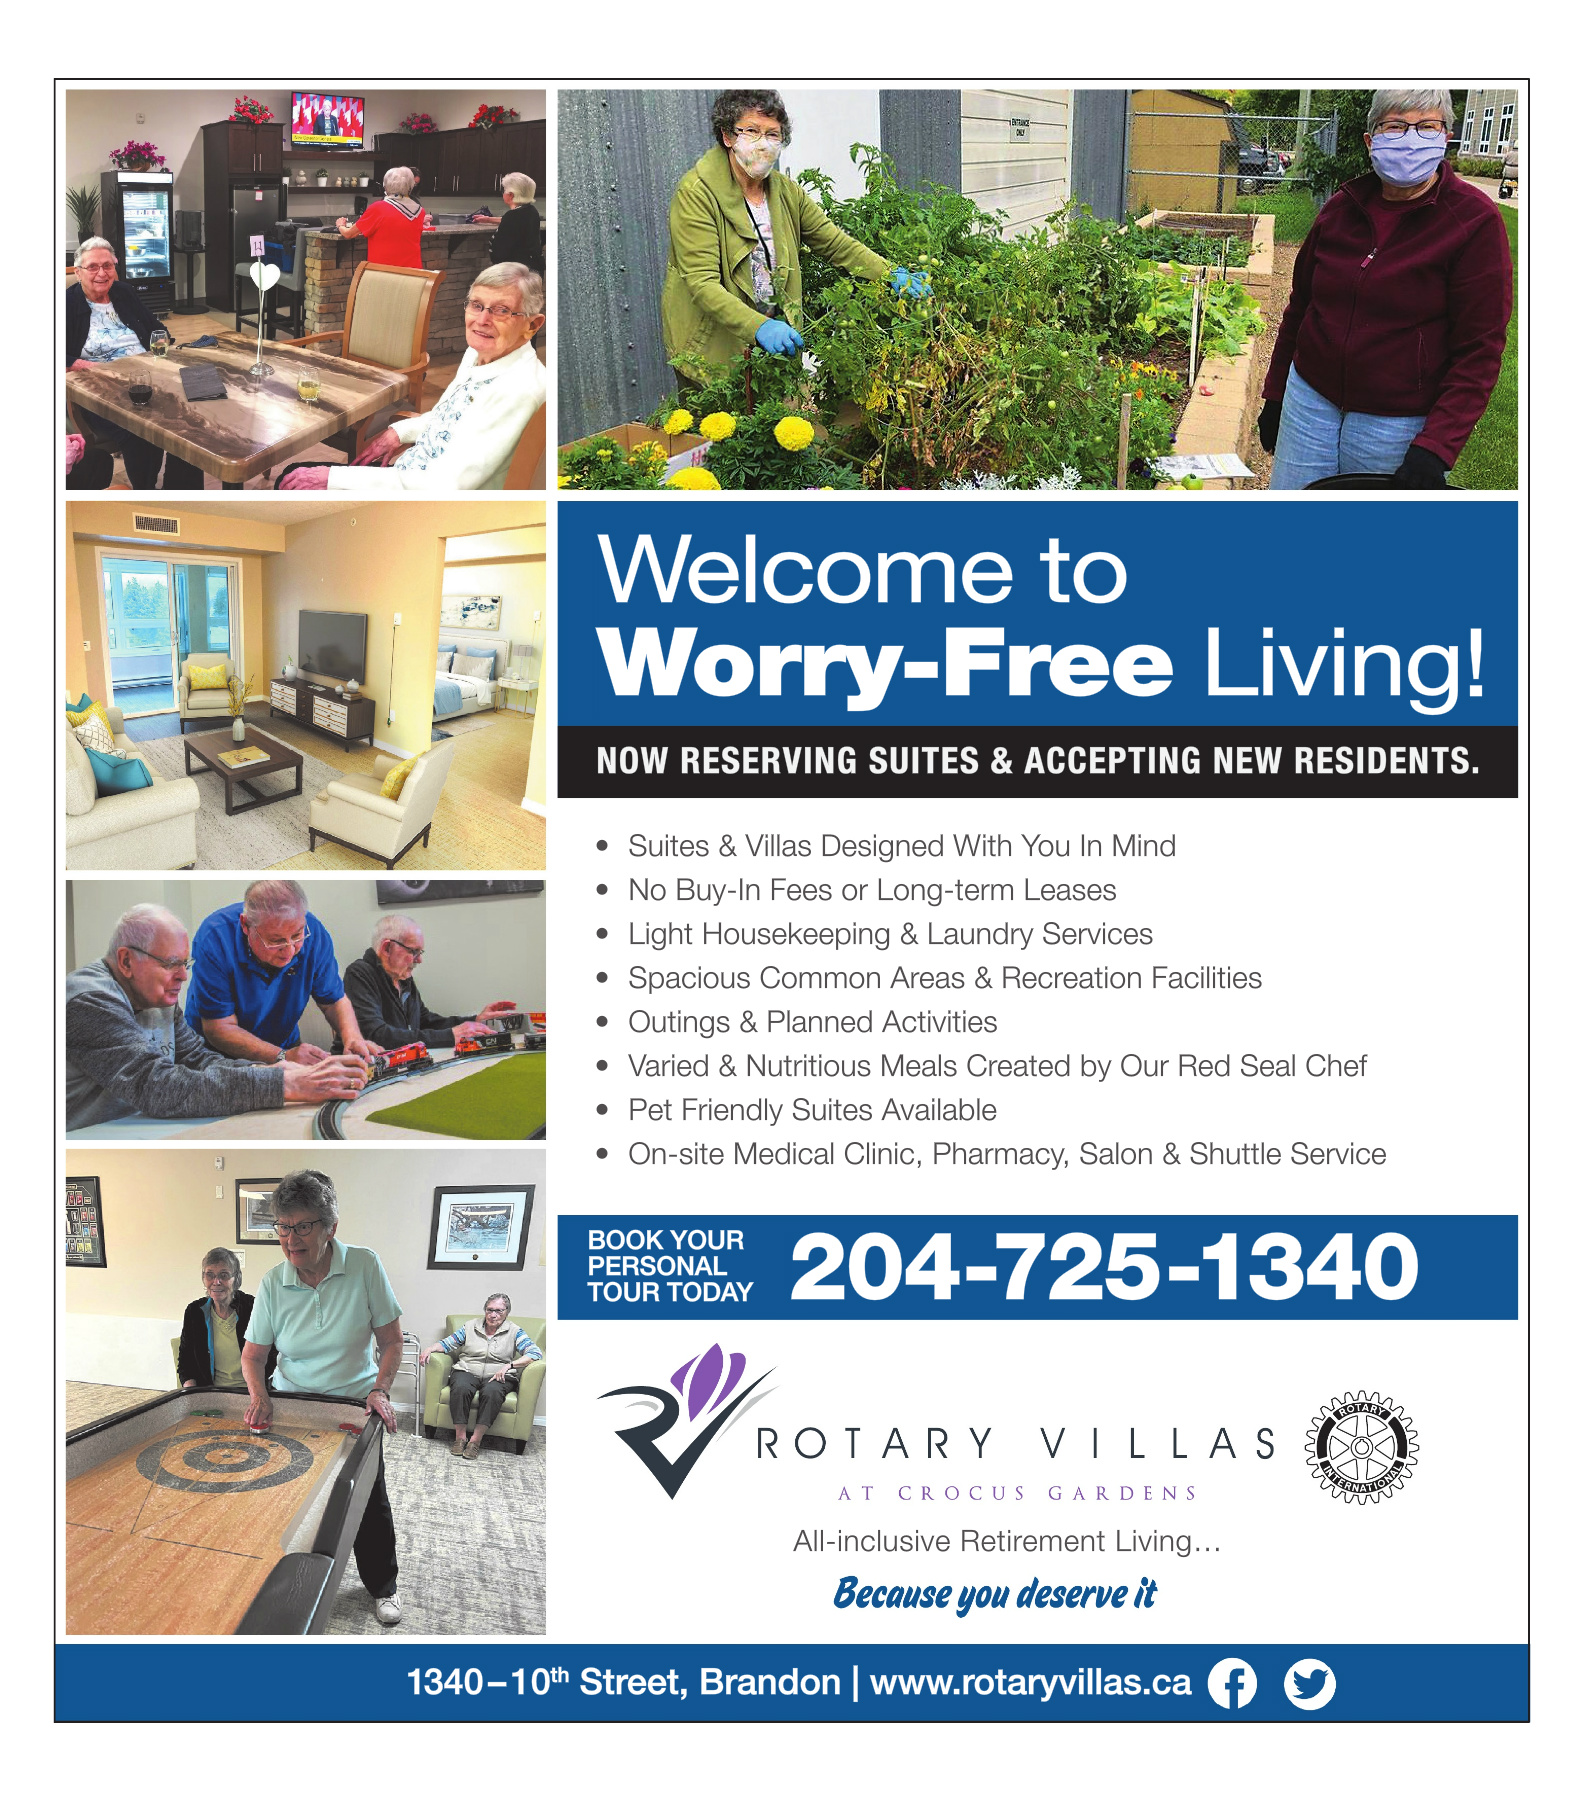 ENTRANCE
ONLY
Welcome to
Worry-Free Living!
NOW RESERVING SUITES & ACCEPTING NEW RESIDENTS.
• Suites & Villas Designed With You In Mind
• No Buy-In Fees or Long-term Leases
• Light Housekeeping & Laundry Services
• Spacious Common Areas & Recreation Facilities
• Outings & Planned Activities
• Varied & Nutritious Meals Created by Our Red Seal Chef
• Pet Friendly Suites Available
• On-site Medical Clinic, Pharmacy, Salon & Shuttle Service
BOOK YOUR
PERSONAL
TOUR TODAY
204-725-1340
ROTARY VILLAS
AT CROCUS GARDENS
ROTARY
INTERNATIONAL
All-inclusive Retirement Living...
Because you deserve it
1340–10th Street, Brandon | www.rotaryvillas.ca
CN